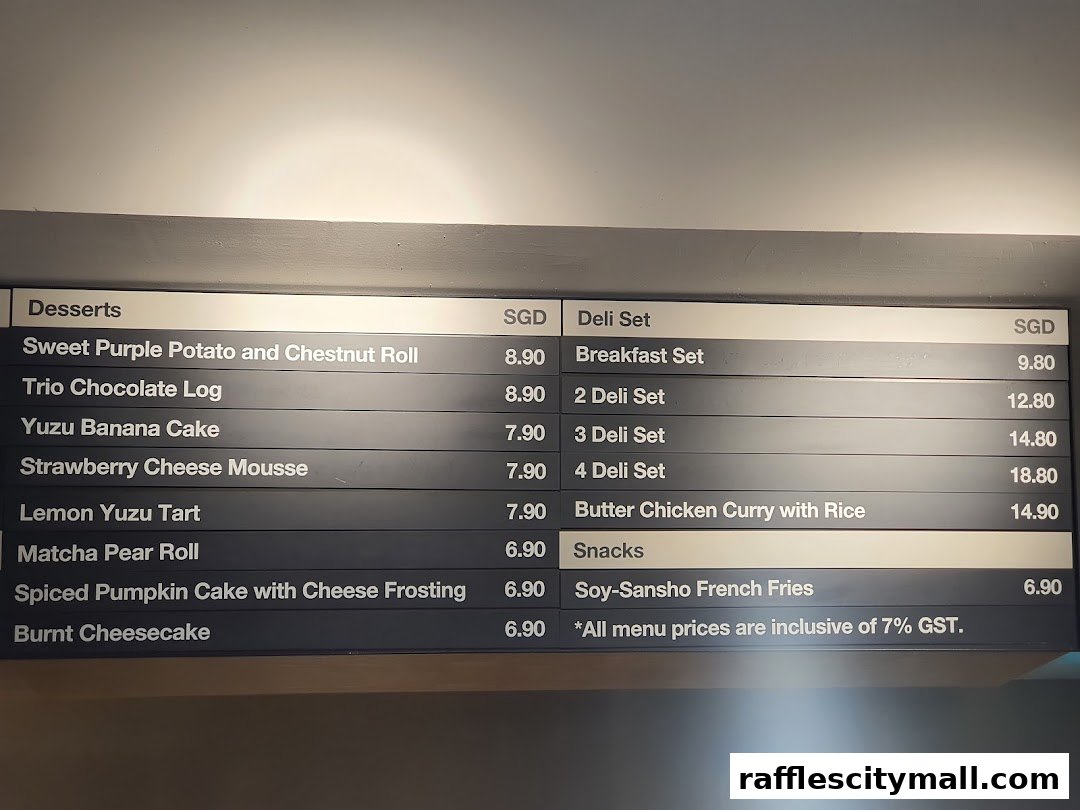 Desserts SGD
Sweet Purple Potato and Chestnut Roll 8.90
Trio Chocolate Log 8.90
Yuzu Banana Cake 7.90
Strawberry Cheese Mousse 7.90
Lemon Yuzu Tart 7.90
Matcha Pear Roll 6.90
Spiced Pumpkin Cake with Cheese Frosting 6.90
Burnt Cheesecake 6.90
Deli Set SGD
Breakfast Set 9.80
2 Deli Set 12.80
3 Deli Set 14.80
4 Deli Set 18.80
Butter Chicken Curry with Rice 14.90
Snacks
Soy-Sansho French Fries 6.90
*All menu prices are inclusive of 7% GST.
rafflescitymall.com